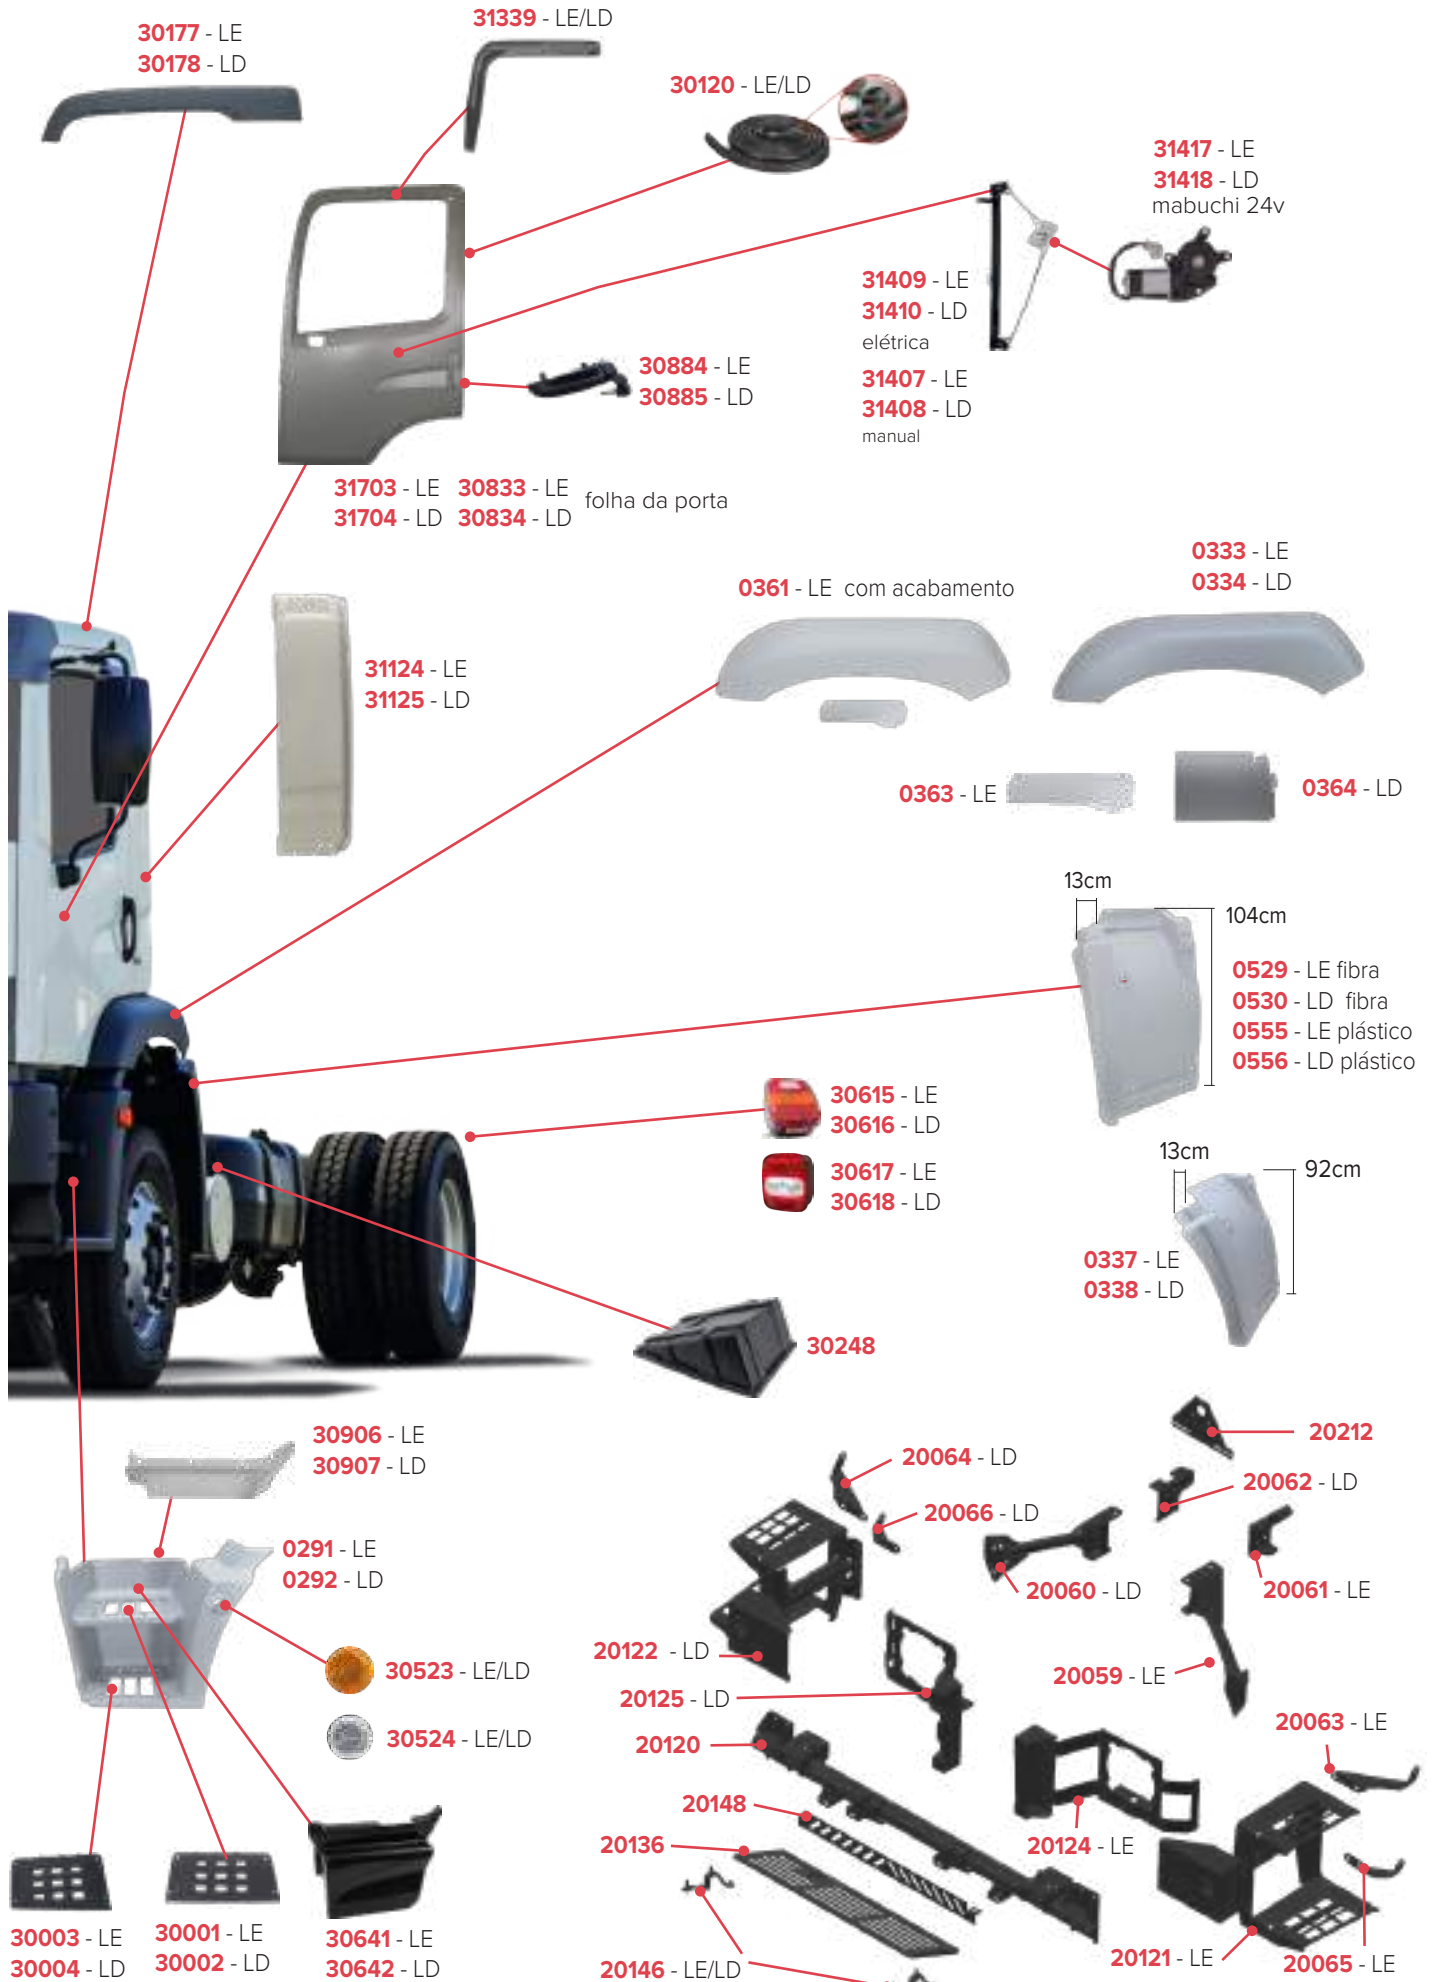 30177 - LE
30178 - LD
31339 - LE/LD
30120 - LE/LD
31417 - LE
31418 - LD
mabuchi 24v
31409 - LE
31410 - LD
elétrica
31407 - LE
31408 - LD
manual
30884 - LE
30885 - LD
31703 - LE 30833 - LE folha da porta
31704 - LD 30834 - LD
0361 - LE com acabamento
0333 - LE
0334 - LD
31124 - LE
31125 - LD
0363 - LE
0364 - LD
13cm
104cm
0529 - LE fibra
0530 - LD fibra
0555 - LE plástico
0556 - LD plástico
30615 - LE
30616 - LD
30617 - LE
30618 - LD
13cm
92cm
0337 - LE
0338 - LD
30248
30906 - LE
30907 - LD
0291 - LE
0292 - LD
30523 - LE/LD
30524 - LE/LD
30003 - LE
30004 - LD
30001 - LE
30002 - LD
30641 - LE
30642 - LD
20212
20064 - LD
20062 - LD
20066 - LD
20060 - LD
20061 - LE
20122 - LD
20059 - LE
20125 - LD
20063 - LE
20120
20148
20136
20124 - LE
20121 - LE
20065 - LE
20146 - LE/LD